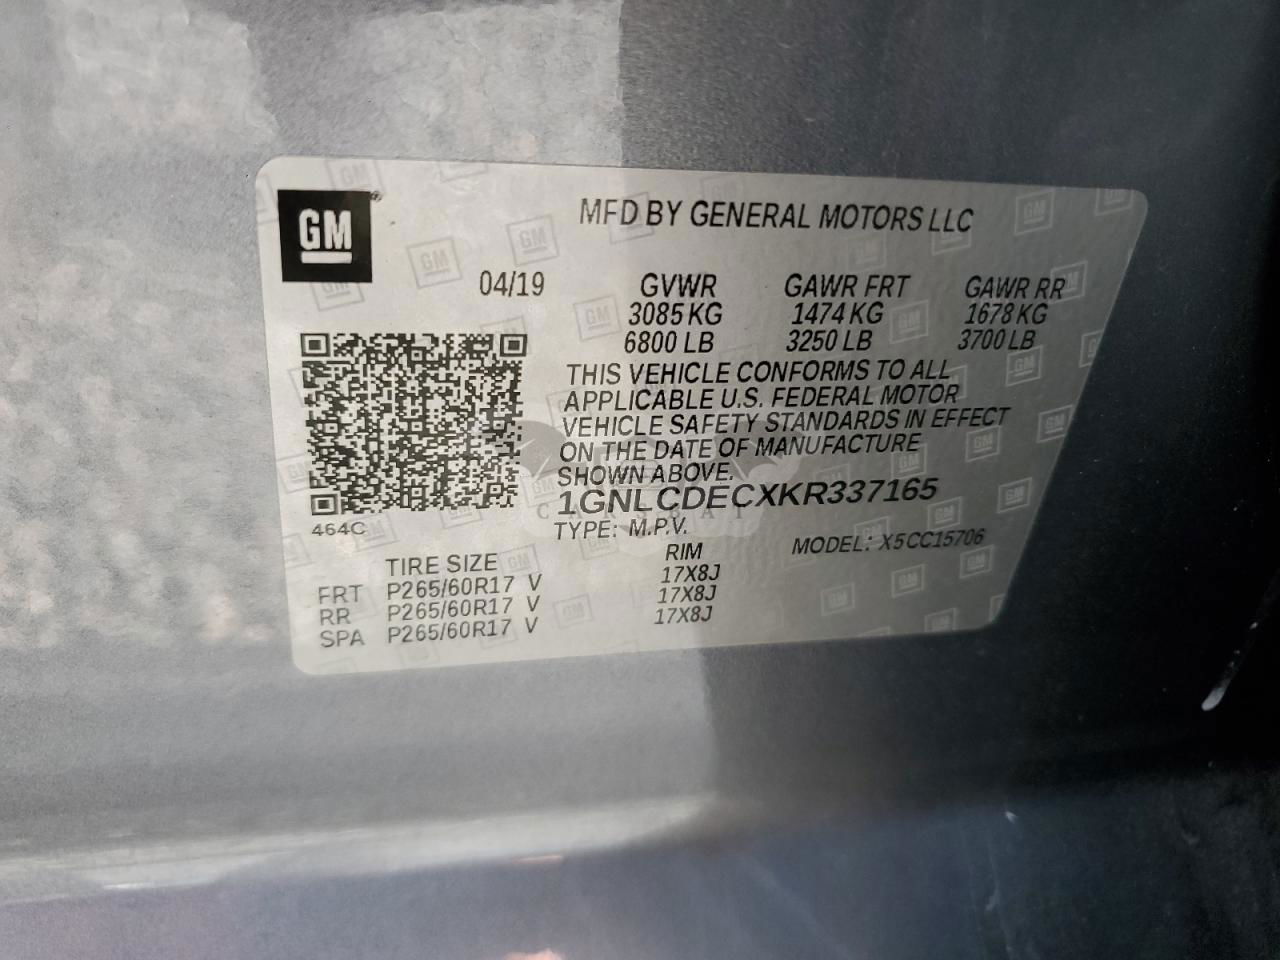 GM
MFD BY GENERAL MOTORS LLC
04/19 GVWR GAWR FRT GAWR RR
3085 KG 1474 KG 1678 KG
6800 LB 3250 LB 3700 LB
THIS VEHICLE CONFORMS TO ALL
APPLICABLE U.S. FEDERAL MOTOR
VEHICLE SAFETY STANDARDS IN EFFECT
ON THE DATE OF MANUFACTURE
SHOWN ABOVE.
1GNLCDECXKR337165
464C TYPE: M.P.V. MODEL: X5CC15706
TIRE SIZE RIM
FRT P265/60R17 V 17X8J
RR P265/60R17 V 17X8J
SPA P265/60R17 V 17X8J